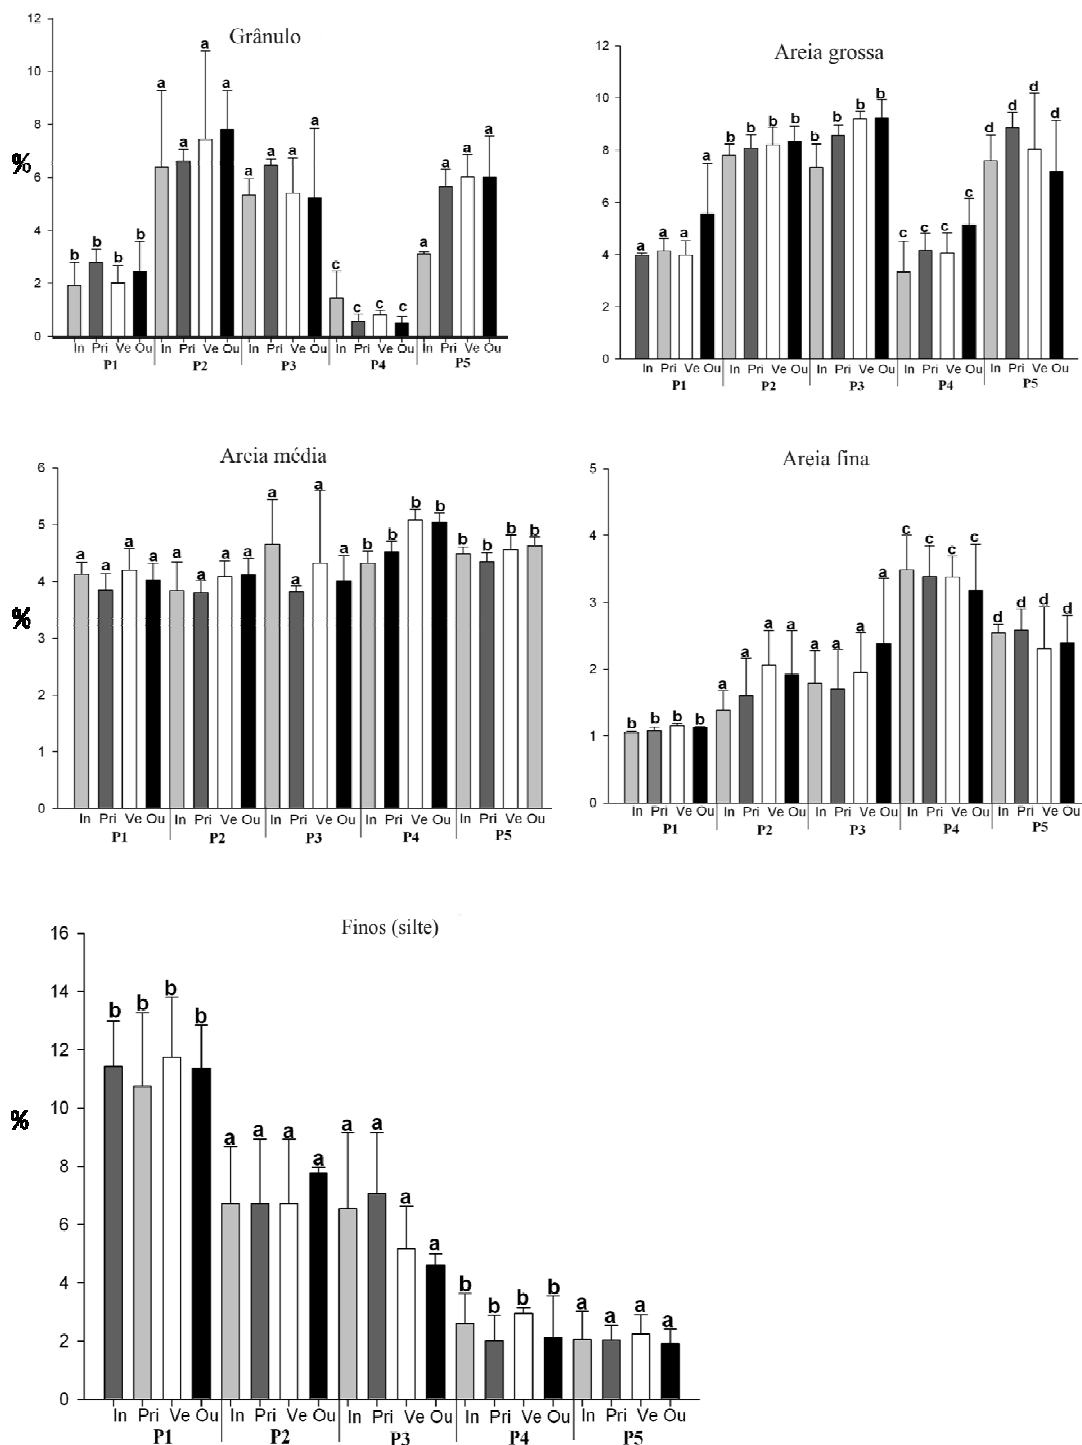 Grânulo
12
10
8
6
4
2
0
%
a a a a
a a a a
a a a a
b b b b
c c c c
In Pri Ve Ou In Pri Ve Ou In Pri Ve Ou In Pri Ve Ou In Pri Ve Ou
P1 P2 P3 P4 P5
Areia grossa
12
10
8
6
4
2
0
a a a a
b b b b
b b b b
c c c c
d d d d
In Pri Ve Ou In Pri Ve Ou In Pri Ve Ou In Pri Ve Ou In Pri Ve Ou
P1 P2 P3 P4 P5
Areia média
6
5
4
3
2
1
0
%
a a a a
a a a a
a a a a
b b b b
b b b b
In Pri Ve Ou In Pri Ve Ou In Pri Ve Ou In Pri Ve Ou In Pri Ve Ou
P1 P2 P3 P4 P5
Areia fina
5
4
3
2
1
0
b b b b
a a a a
a a a a
c c c c
d d d d
In Pri Ve Ou In Pri Ve Ou In Pri Ve Ou In Pri Ve Ou In Pri Ve Ou
P1 P2 P3 P4 P5
Finos (silte)
16
14
12
10
8
6
4
2
0
%
b b b b
a a a a
a a a a
b b b b
a a a a
In Pri Ve Ou In Pri Ve Ou In Pri Ve Ou In Pri Ve Ou In Pri Ve Ou
P1 P2 P3 P4 P5